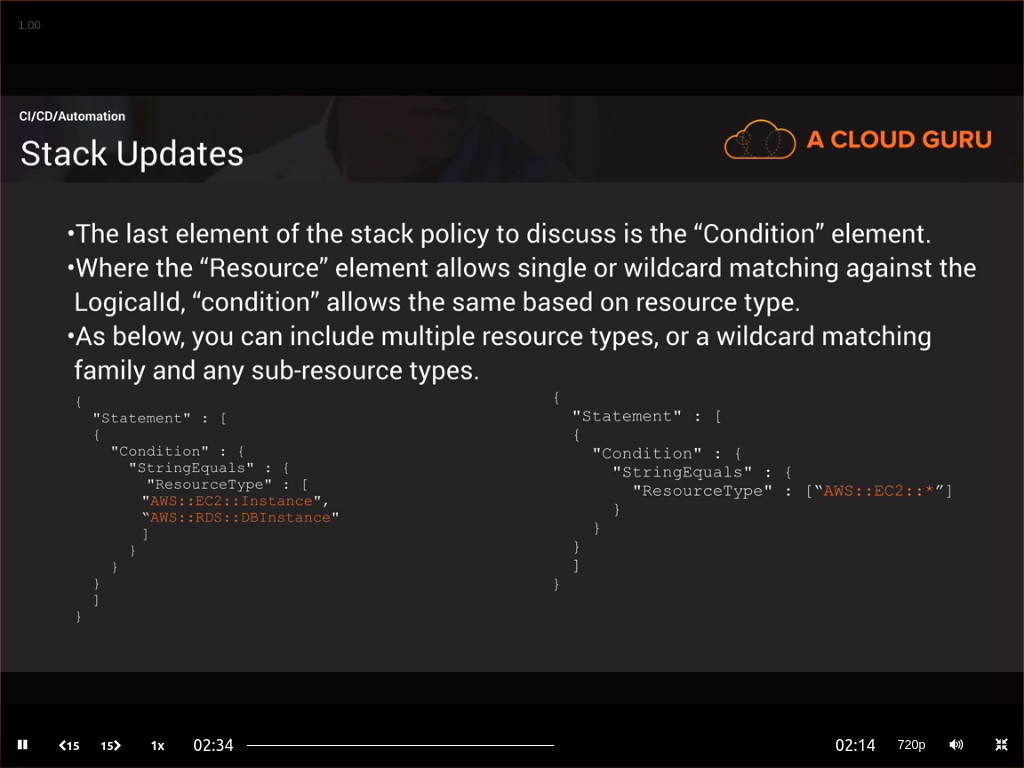 1.00
CI/CD/Automation
Stack Updates
A CLOUD GURU
•The last element of the stack policy to discuss is the “Condition” element.
•Where the “Resource” element allows single or wildcard matching against the
LogicalId, “condition” allows the same based on resource type.
•As below, you can include multiple resource types, or a wildcard matching
family and any sub-resource types.
{
"Statement" : [
{
"Condition" : {
"StringEquals" : {
"ResourceType" : [
"AWS::EC2::Instance",
“AWS::RDS::DBInstance"
]
}
}
}
]
}
{
"Statement" : [
{
"Condition" : {
"StringEquals" : {
"ResourceType" : [“AWS::EC2::*”]
}
}
}
]
}
15 15 1x 02:34 02:14 720p